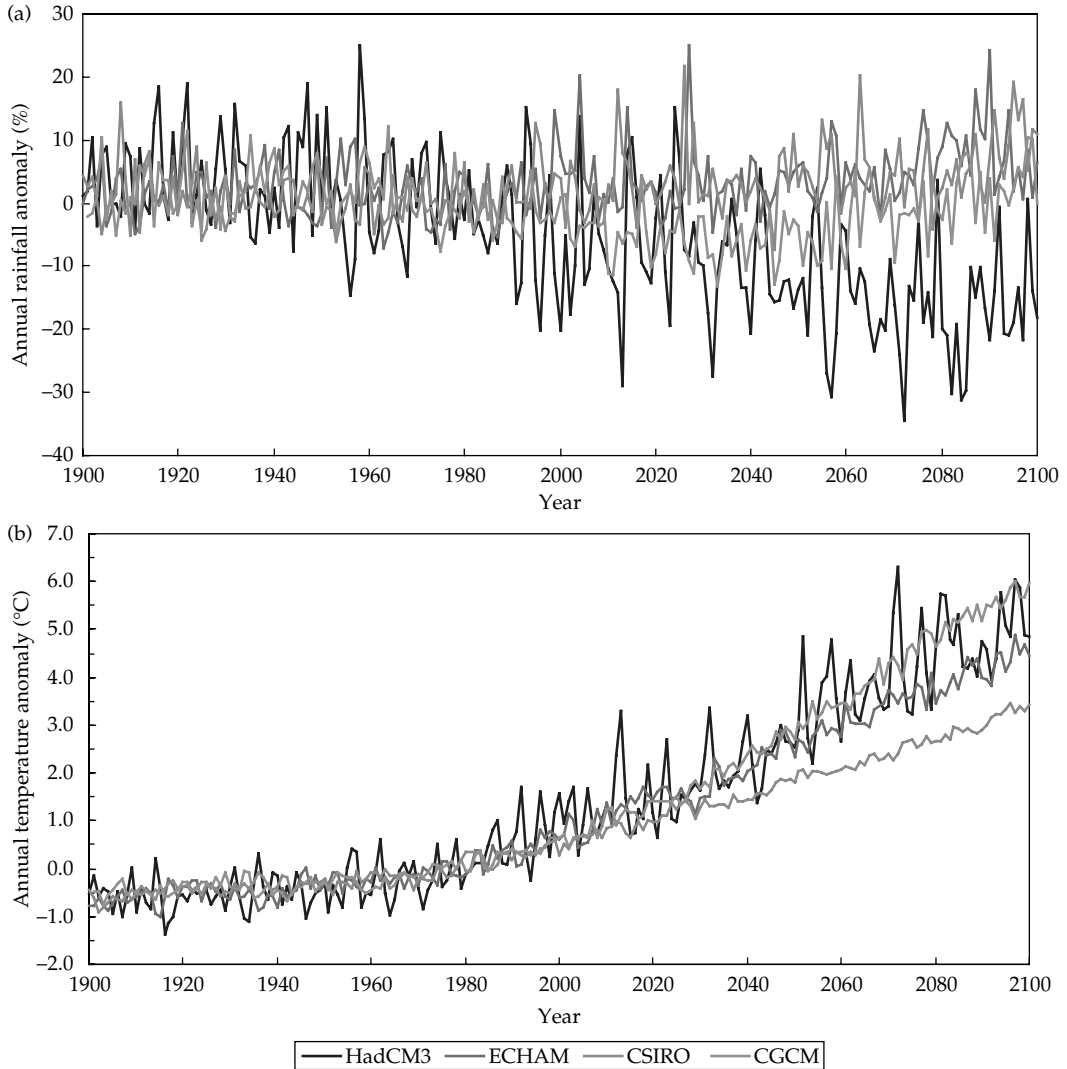 (a)
30
20
10
0
–10
–20
–30
–40
Annual rainfall anomaly (%)
1900 1920 1940 1960 1980 2000 2020 2040 2060 2080 2100
Year
(b)
7.0
6.0
5.0
4.0
3.0
2.0
1.0
0.0
–1.0
–2.0
Annual temperature anomaly (°C)
1900 1920 1940 1960 1980 2000 2020 2040 2060 2080 2100
Year
HadCM3 ECHAM CSIRO CGCM